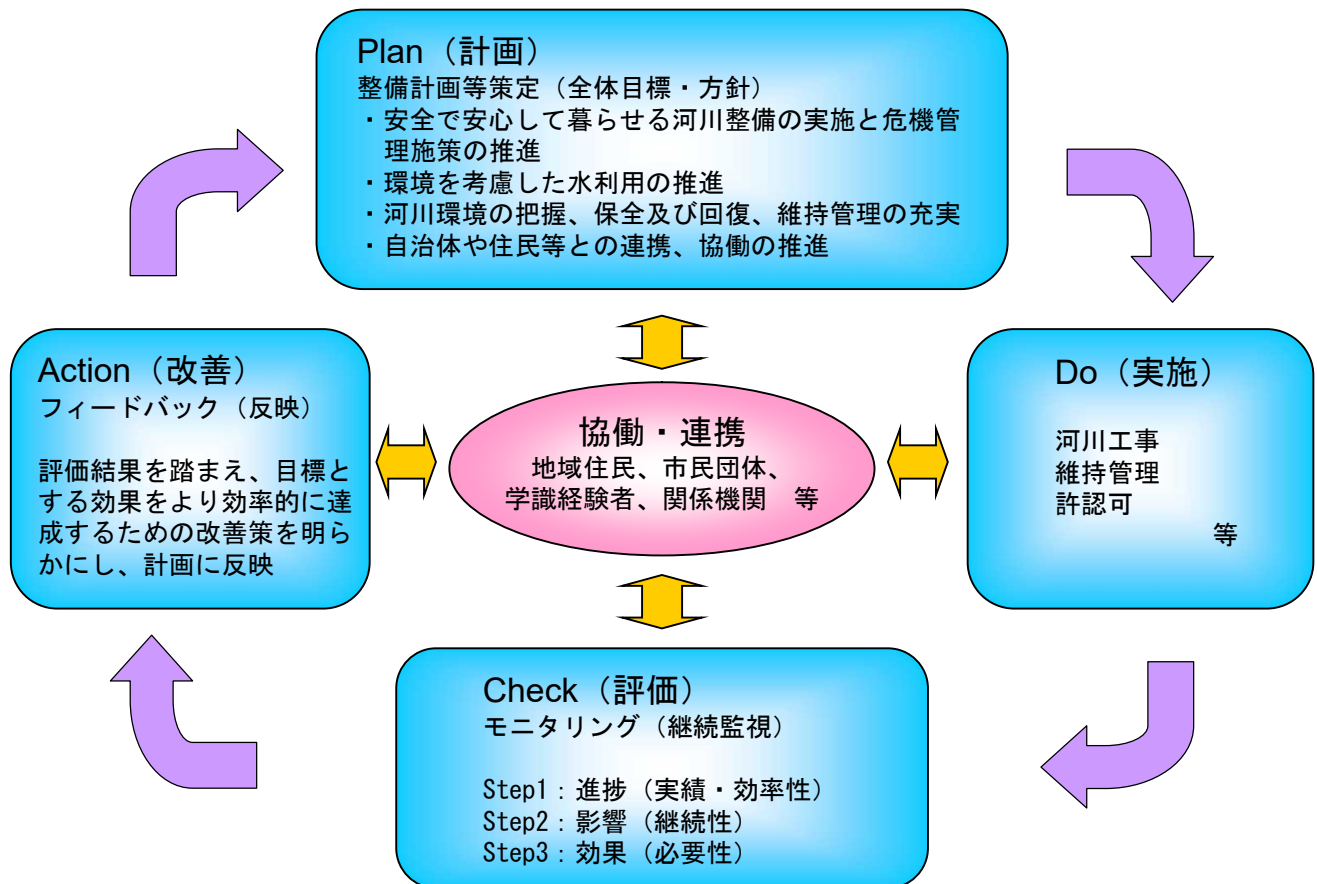 Plan（計画）
整備計画等策定（全体目標・方針）
・安全で安心して暮らせる河川整備の実施と危機管
理施策の推進
・環境を考慮した水利用の推進
・河川環境の把握、保全及び回復、維持管理の充実
・自治体や住民等との連携、協働の推進
Action（改善）
フィードバック（反映）
評価結果を踏まえ、目標と
する効果をより効率的に達
成するための改善策を明ら
かにし、計画に反映
協働・連携
地域住民、市民団体、
学識経験者、関係機関　等
Do（実施）
河川工事
維持管理
許認可
等
Check（評価）
モニタリング（継続監視）
Step1：進捗（実績・効率性）
Step2：影響（継続性）
Step3：効果（必要性）